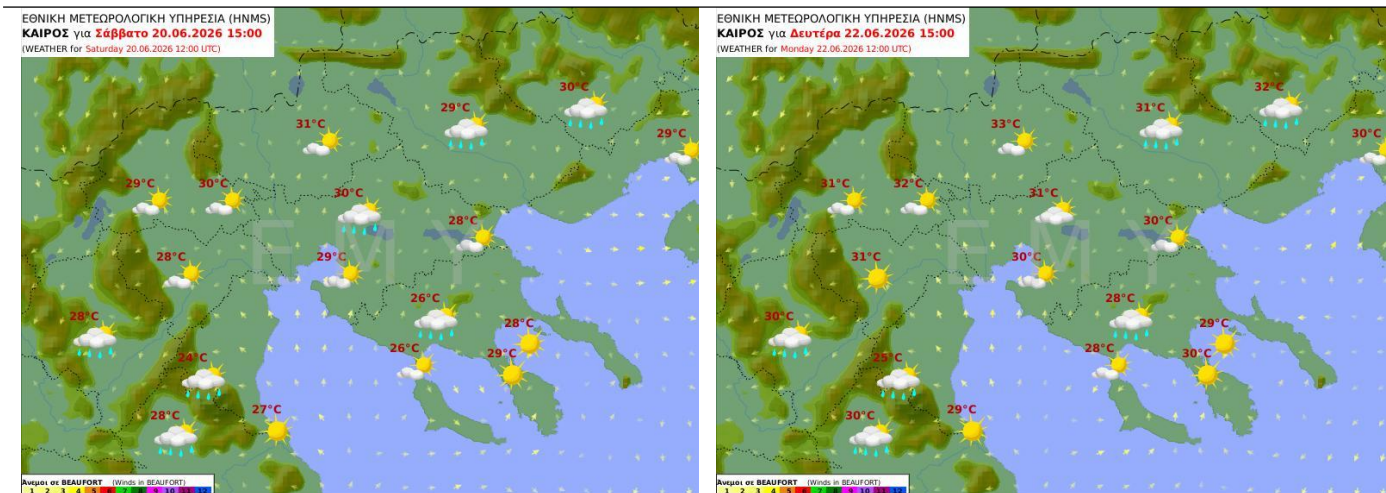 ΕΘΝΙΚΗ ΜΕΤΕΩΡΟΛΟΓΙΚΗ ΥΠΗΡΕΣΙΑ (HNMS)
ΚΑΙΡΟΣ για Σάββατο 20.06.2026 15:00
(WEATHER for Saturday 20.06.2026 12:00 UTC)
30°C
29°C
31°C
29°C
29°C
30°C
30°C
28°C
28°C
29°C
26°C
28°C
28°C
26°C
29°C
24°C
28°C
27°C
E M Y
Άνεμοι σε BEAUFORT (Winds in BEAUFORT)
1 2 3 4 5 6 7 8 9 10 11 12
ΕΘΝΙΚΗ ΜΕΤΕΩΡΟΛΟΓΙΚΗ ΥΠΗΡΕΣΙΑ (HNMS)
ΚΑΙΡΟΣ για Δευτέρα 22.06.2026 15:00
(WEATHER for Monday 22.06.2026 12:00 UTC)
32°C
31°C
33°C
30°C
31°C
32°C
31°C
30°C
31°C
30°C
28°C
30°C
29°C
28°C
30°C
25°C
30°C
29°C
E M Y
Άνεμοι σε BEAUFORT (Winds in BEAUFORT)
1 2 3 4 5 6 7 8 9 10 11 12